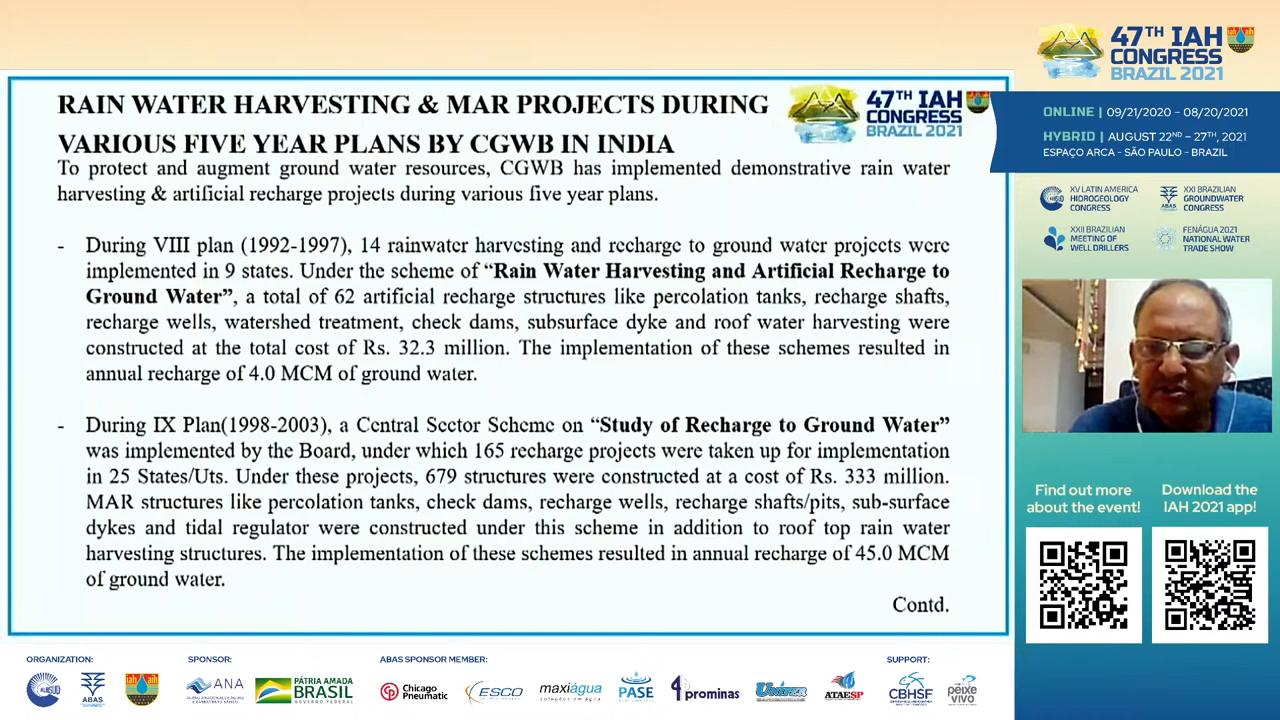 RAIN WATER HARVESTING & MAR PROJECTS DURING
VARIOUS FIVE YEAR PLANS BY CGWB IN INDIA
47TH IAH
CONGRESS
BRAZIL 2021
To protect and augment ground water resources, CGWB has implemented demonstrative rain water
harvesting & artificial recharge projects during various five year plans.
- During VIII plan (1992-1997), 14 rainwater harvesting and recharge to ground water projects were
implemented in 9 states. Under the scheme of “Rain Water Harvesting and Artificial Recharge to
Ground Water”, a total of 62 artificial recharge structures like percolation tanks, recharge shafts,
recharge wells, watershed treatment, check dams, subsurface dyke and roof water harvesting were
constructed at the total cost of Rs. 32.3 million. The implementation of these schemes resulted in
annual recharge of 4.0 MCM of ground water.
- During IX Plan(1998-2003), a Central Sector Scheme on “Study of Recharge to Ground Water”
was implemented by the Board, under which 165 recharge projects were taken up for implementation
in 25 States/Uts. Under these projects, 679 structures were constructed at a cost of Rs. 333 million.
MAR structures like percolation tanks, check dams, recharge wells, recharge shafts/pits, sub-surface
dykes and tidal regulator were constructed under this scheme in addition to roof top rain water
harvesting structures. The implementation of these schemes resulted in annual recharge of 45.0 MCM
of ground water.
Contd.
47TH IAH
CONGRESS
BRAZIL 2021
ONLINE | 09/21/2020 – 08/20/2021
HYBRID | AUGUST 22ND – 27TH, 2021
ESPAÇO ARCA - SÃO PAULO - BRAZIL
XV LATIN AMERICA
HIDROGEOLOGY
CONGRESS
XXI BRAZILIAN
GROUNDWATER
CONGRESS
XXII BRAZILIAN
MEETING OF
WELL DRILLERS
FENÁGUA 2021
NATIONAL WATER
TRADE SHOW
Find out more
about the event!
Download the
IAH 2021 app!
ORGANIZATION:
ABAS
iah aih
SPONSOR:
ANA
PÁTRIA AMADA
BRASIL
GOVERNO FEDERAL
ABAS SPONSOR MEMBER:
Chicago
Pneumatic
ESCO
maxiágua
soluções em água
PASE
prominas
ATAESP
SUPPORT:
CBHSF
peixe
vivo